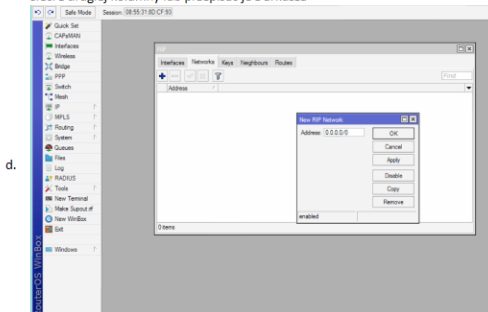 Safe Mode Session: 08:55:31:6D:CF:93
Quick Set
CAPsMAN
Interfaces
Wireless
Bridge
PPP
Switch
Mesh
IP
MPLS
Routing
System
Queues
Files
Log
RADIUS
Tools
New Terminal
Make Supout.rif
New WinBox
Exit
Windows
Interfaces Networks Keys Neighbours Routes
Find
Address
New RIP Network
Address: 0.0.0.0/0
OK
Cancel
Apply
Disable
Copy
Remove
enabled
0 items
d.
RouterOS WinBox